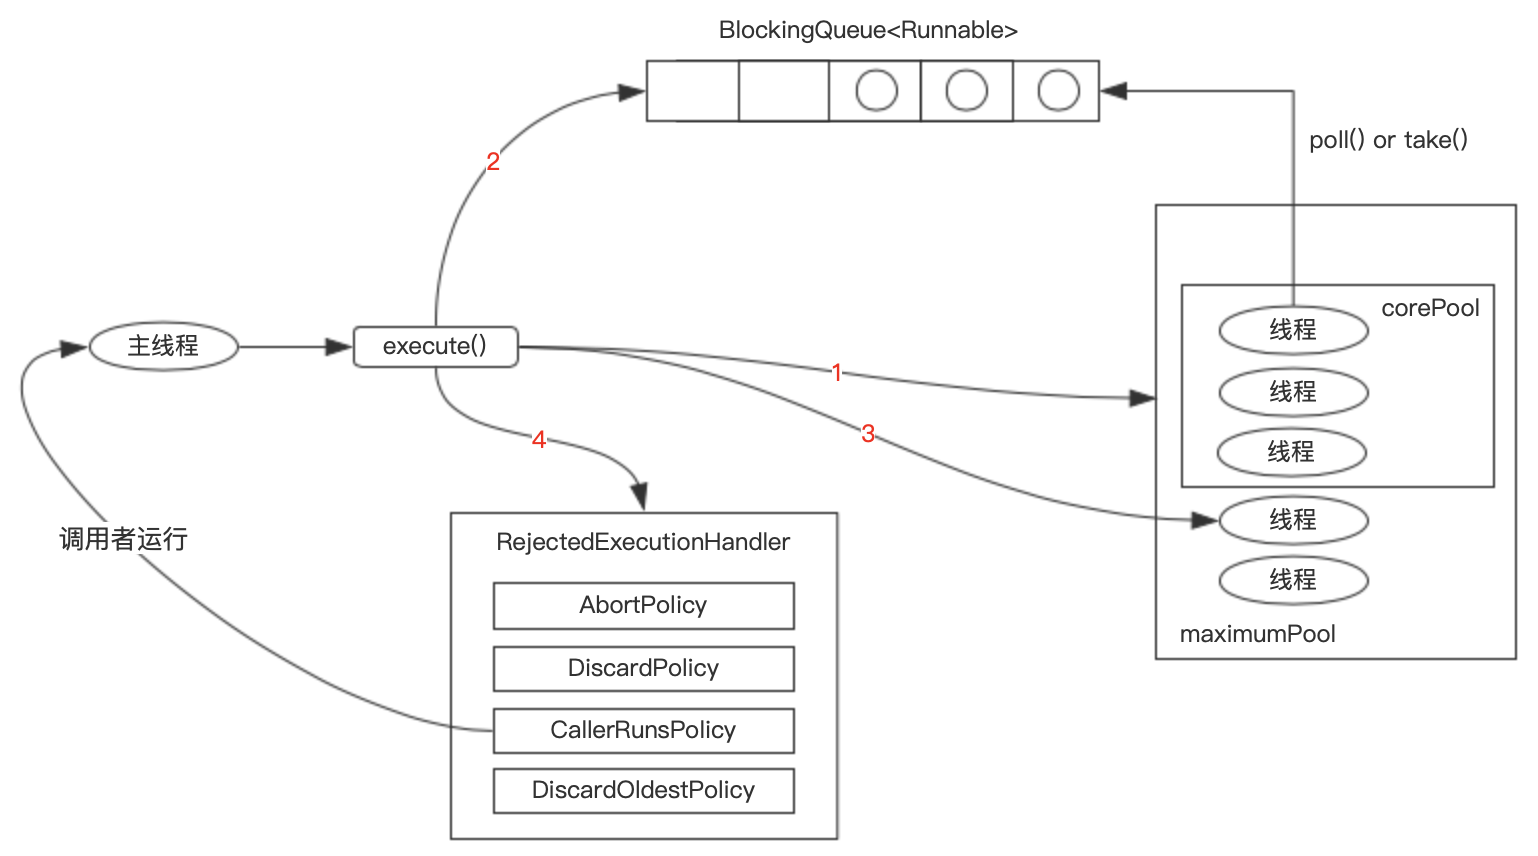 BlockingQueue<Runnable>
2
poll() or take()
corePool
线程
主线程
execute()
1
线程
3
4
线程
线程
调用者运行
RejectedExecutionHandler
线程
AbortPolicy
maximumPool
DiscardPolicy
CallerRunsPolicy
DiscardOldestPolicy